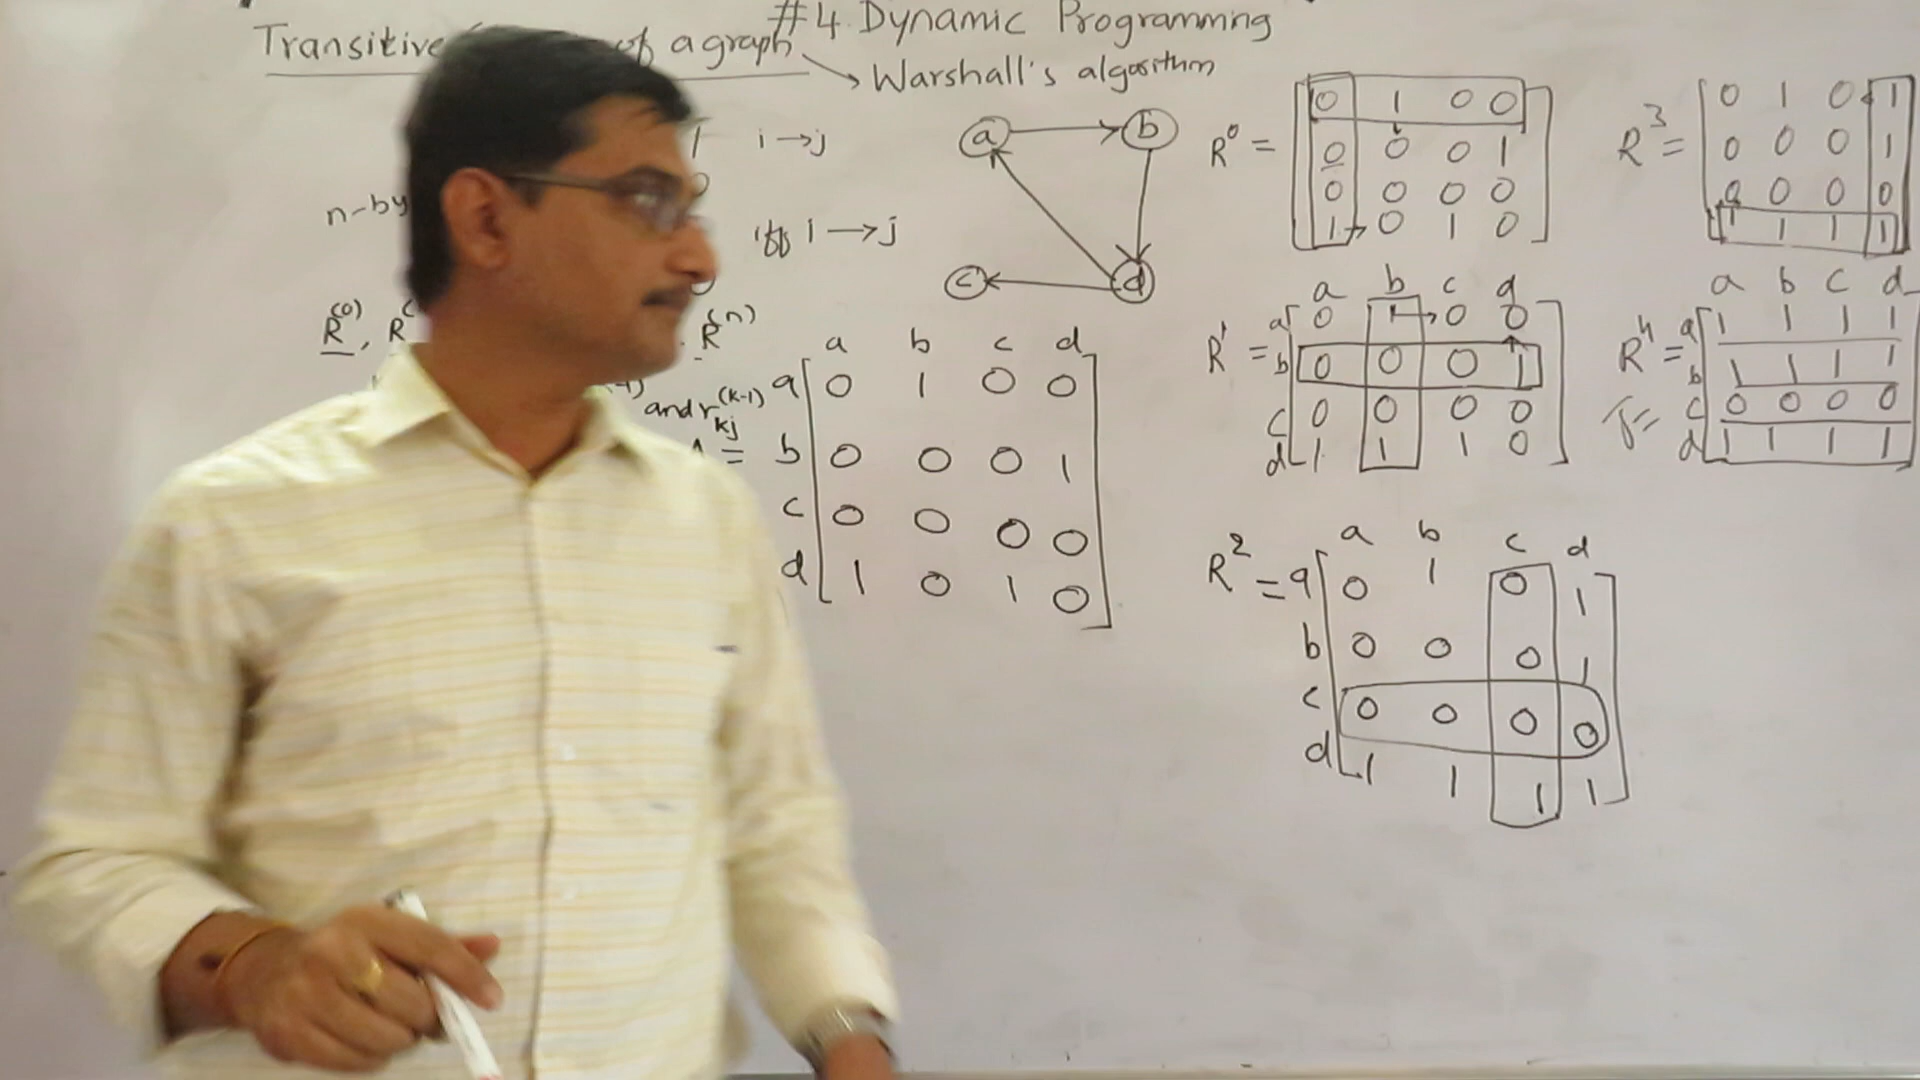 #4 Dynamic Programming
Transitive of a graph
Warshall's algorithm
i → j
n-by
iff i → j
R(0), R( . R(n)
and r(k-1)kj
a b
c d
a b c d
a 0 1 0 0
b 0 0 0 1
c 0 0 0 0
d 1 0 1 0
R0 =
0 1 0 0
0 0 0 1
0 0 0 0
1 0 1 0
a b c d
R1 =
a 0 1 0 0
b 0 0 0 1
c 0 0 0 0
d 1 1 1 0
a b c d
R2 =
a 0 1 0 1
b 0 0 0 1
c 0 0 0 0
d 1 1 1 1
R3 =
0 1 0 1
0 0 0 1
0 0 0 0
1 1 1 1
a b c d
R4 =
a 1 1 1 1
b 1 1 1 1
T =
c 0 0 0 0
d 1 1 1 1